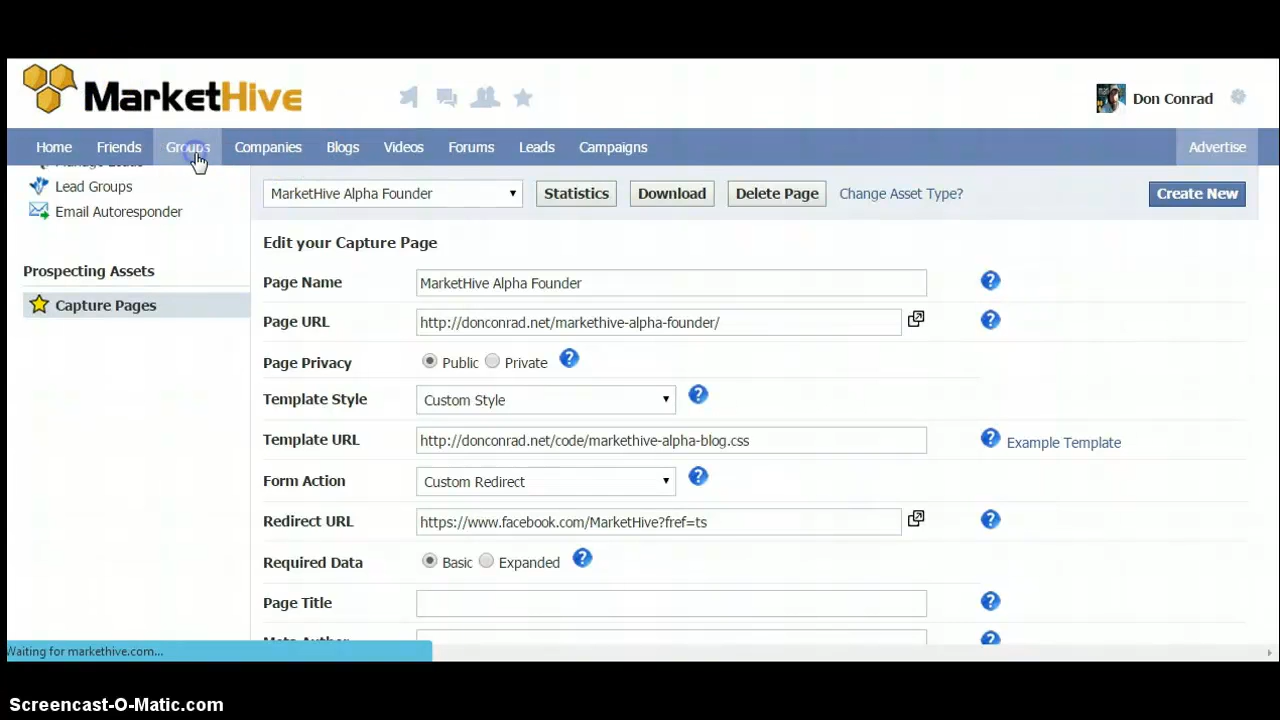 MarketHive
Don Conrad
Home Friends Groups Companies Blogs Videos Forums Leads Campaigns Advertise
Lead Groups
Email Autoresponder
Prospecting Assets
Capture Pages
MarketHive Alpha Founder Statistics Download Delete Page Change Asset Type? Create New
Edit your Capture Page
Page Name MarketHive Alpha Founder
Page URL http://donconrad.net/markethive-alpha-founder/
Page Privacy Public Private
Template Style Custom Style
Template URL http://donconrad.net/code/markethive-alpha-blog.css Example Template
Form Action Custom Redirect
Redirect URL https://www.facebook.com/MarketHive?fref=ts
Required Data Basic Expanded
Page Title
Meta Author
Waiting for markethive.com...
Screencast-O-Matic.com